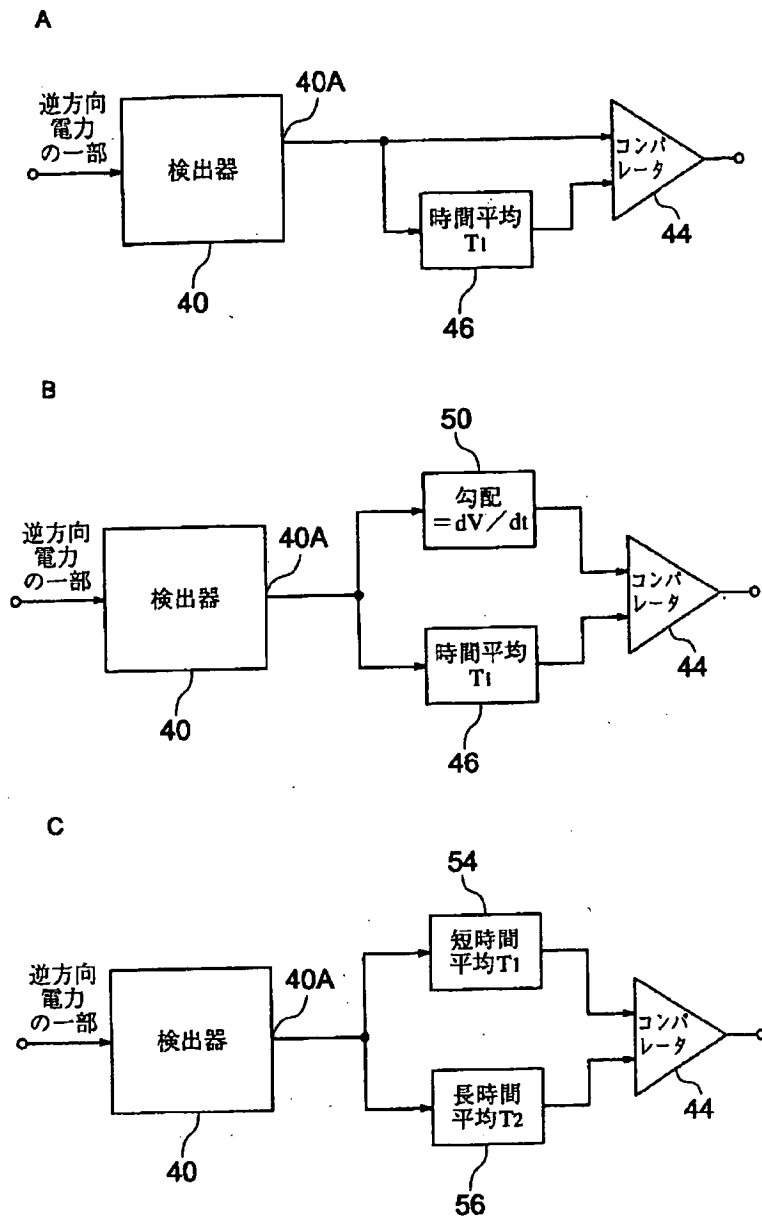 A
逆方向
電力
の一部
検出器
40A
40
時間平均
T1
46
コンパ
レータ
44
B
逆方向
電力
の一部
検出器
40A
40
50
勾配
=dV/dt
時間平均
T1
46
コンパ
レータ
44
C
逆方向
電力
の一部
検出器
40A
40
54
短時間
平均T1
長時間
平均T2
56
コンパ
レータ
44